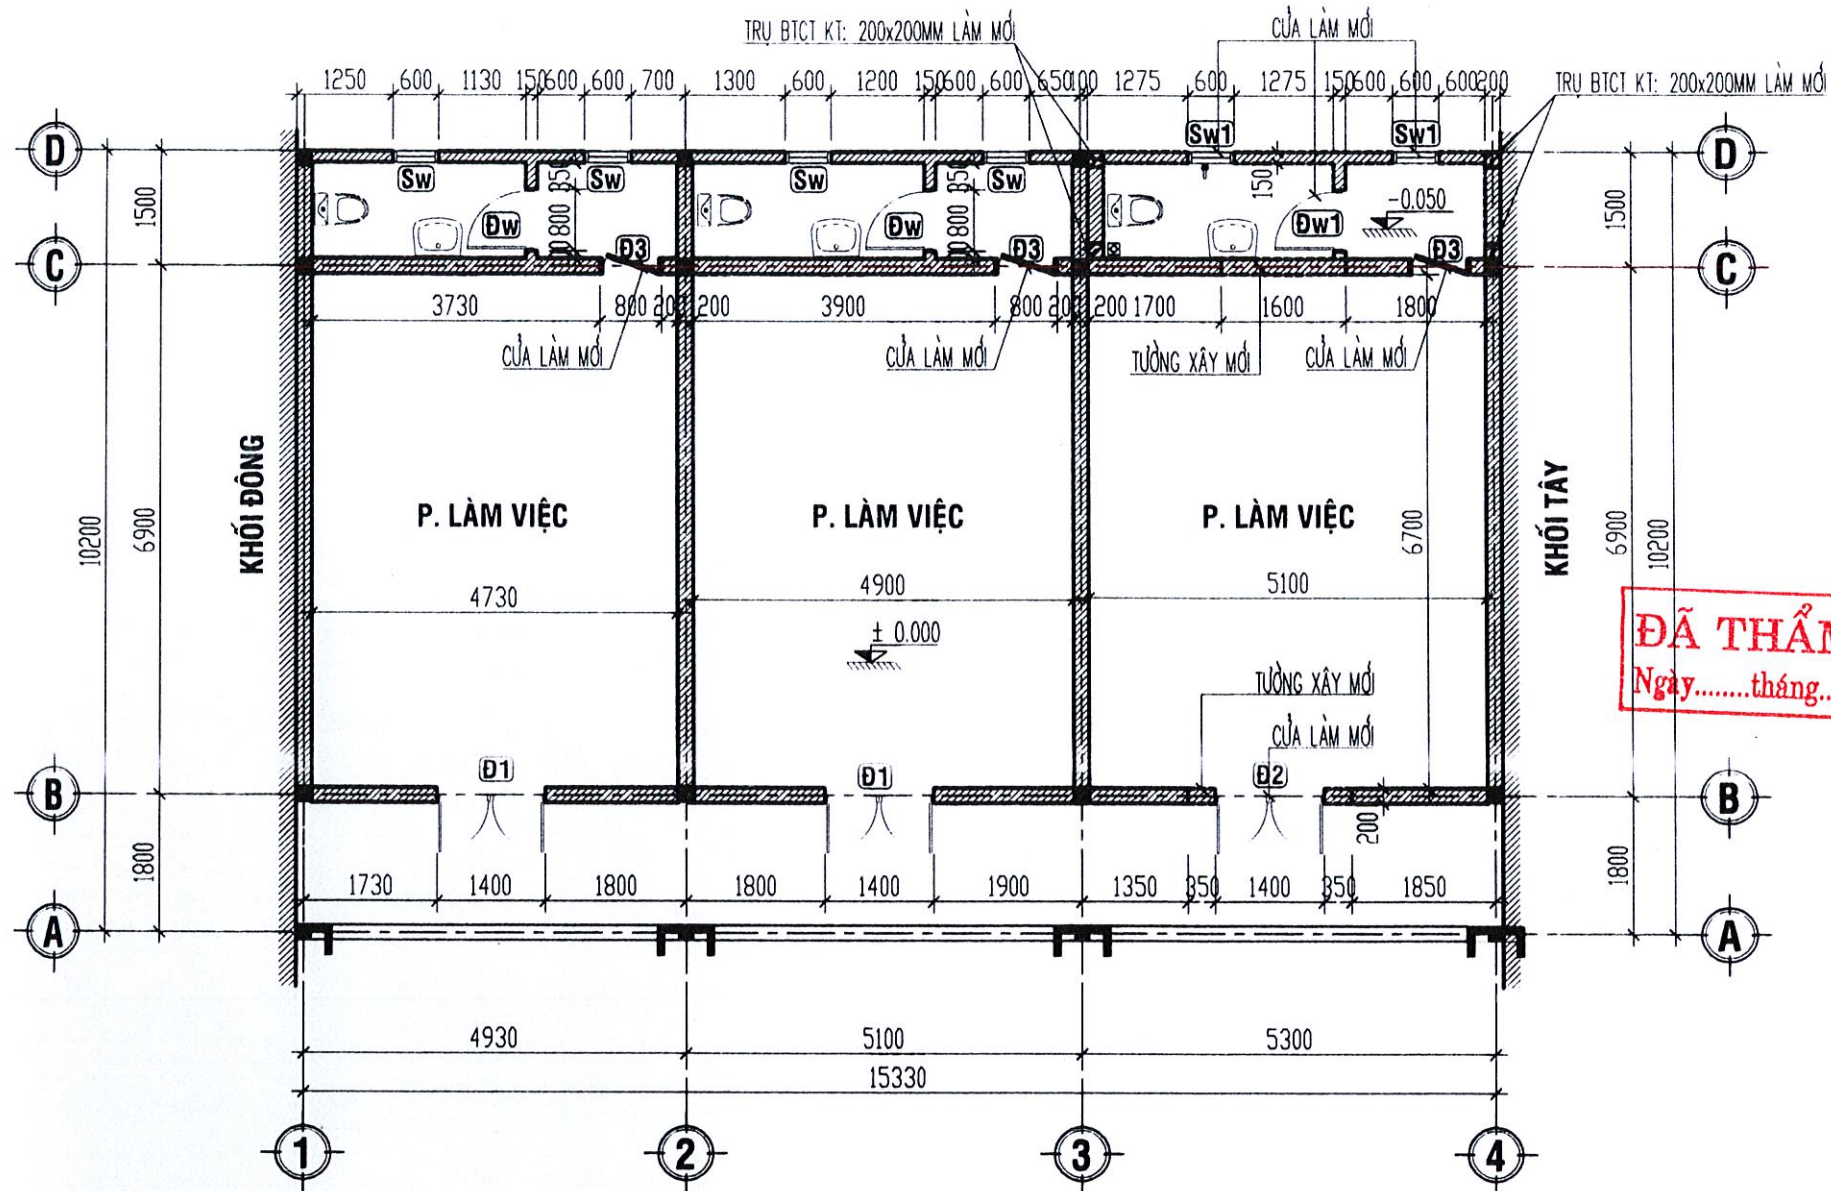 TRỤ BTCT KT: 200x200MM LÀM MỚI
CỬA LÀM MỚI
1250 600 1130 150 600 600 700 1300 600 1200 150 600 600 650 100 1275 600 1275 150 600 600 600 200
TRỤ BTCT KT: 200x200MM LÀM MỚI
D
Sw Sw Sw Sw Sw1 Sw1
D
1500
350
800
Đw
Đ3
350
800
Đw
Đ3
150
Đw1
-0.050
Đ3
1500
C
C
3730 800 200 200 3900 800 200 200 1700 1600 1800
CỬA LÀM MỚI
CỬA LÀM MỚI
TƯỜNG XÂY MỚI
CỬA LÀM MỚI
KHỐI ĐÔNG
P. LÀM VIỆC
P. LÀM VIỆC
P. LÀM VIỆC
KHỐI TÂY
10200
6900
6700
6900
10200
4730
4900
5100
± 0.000
ĐÃ THẨM
Ngày........tháng..
TƯỜNG XÂY MỚI
CỬA LÀM MỚI
Đ1
Đ1
Đ2
B
B
200
1800
1800
1730 1400 1800 1800 1400 1900 1350 350 1400 350 1850
A
A
4930 5100 5300
15330
1 2 3 4